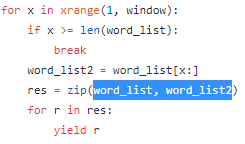 for x in xrange(1, window):
    if x >= len(word_list):
        break
    word_list2 = word_list[x:]
    res = zip(word_list, word_list2)
    for r in res:
        yield r